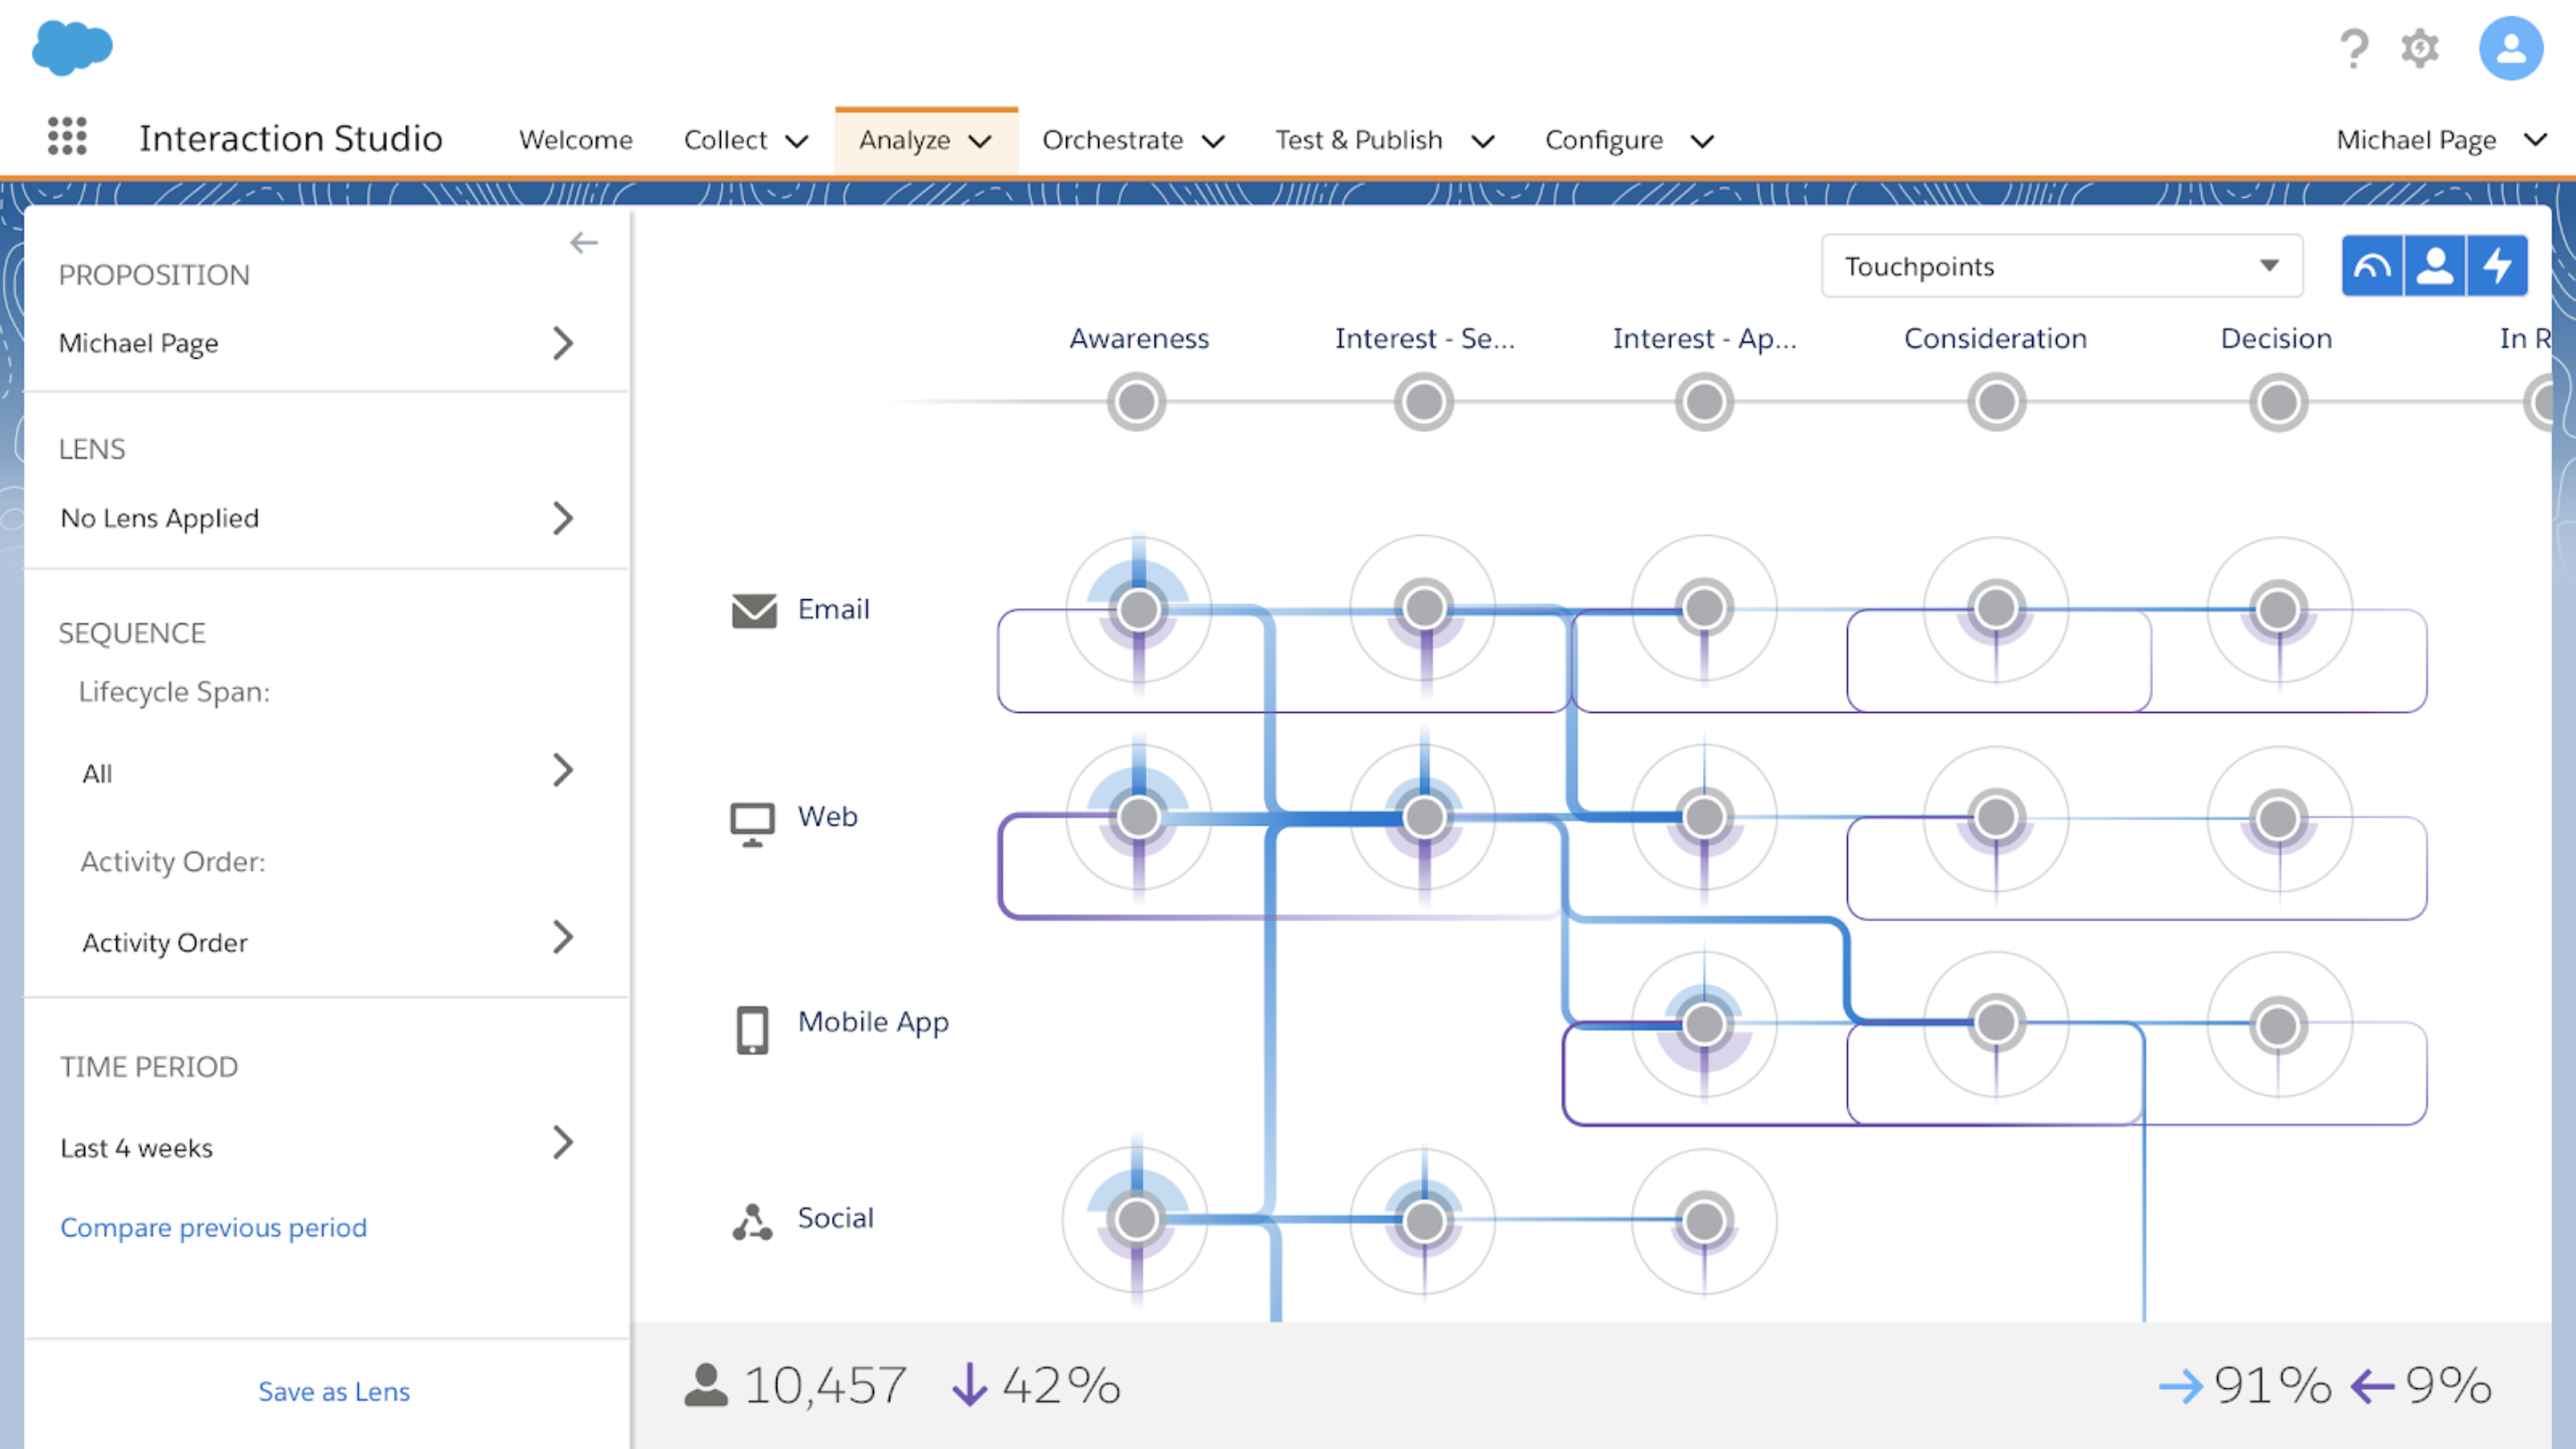 Interaction Studio
Welcome
Collect
Analyze
Orchestrate
Test & Publish
Configure
Michael Page
PROPOSITION
Michael Page
LENS
No Lens Applied
SEQUENCE
Lifecycle Span:
All
Activity Order:
Activity Order
TIME PERIOD
Last 4 weeks
Compare previous period
Save as Lens
Touchpoints
Awareness
Interest - Se...
Interest - Ap...
Consideration
Decision
In R
Email
Web
Mobile App
Social
10,457
42%
91%
9%